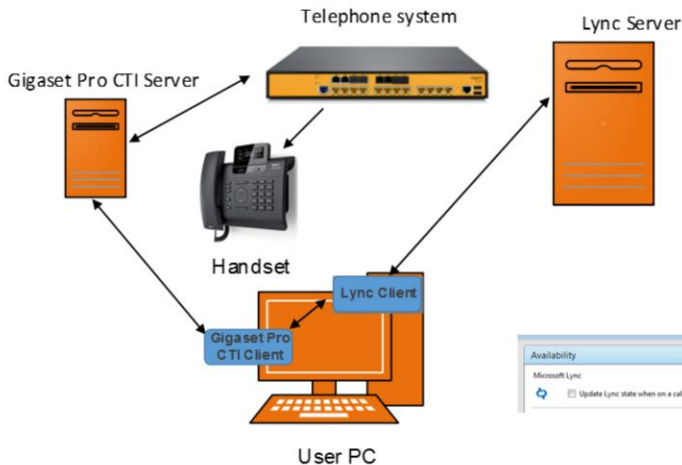 Telephone system
Lync Server
Gigaset Pro CTI Server
Handset
Lync Client
Gigaset Pro
CTI Client
Availability
Microsoft Lync
Update Lync state when on a cal
User PC